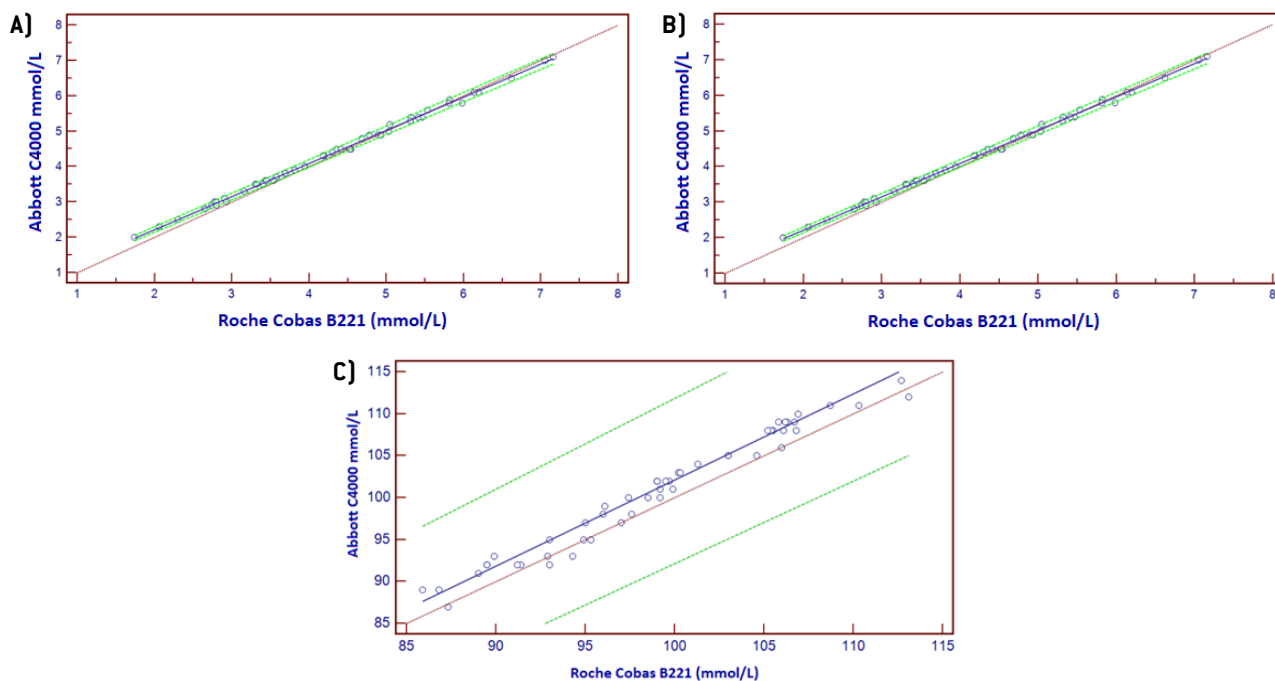 A)
Abbott C4000 mmol/L
8
7
6
5
4
3
2
1
1 2 3 4 5 6 7 8
Roche Cobas B221 (mmol/L)
B)
Abbott C4000 mmol/L
8
7
6
5
4
3
2
1
1 2 3 4 5 6 7 8
Roche Cobas B221 (mmol/L)
C)
Abbott C4000 mmol/L
115
110
105
100
95
90
85
85 90 95 100 105 110 115
Roche Cobas B221 (mmol/L)